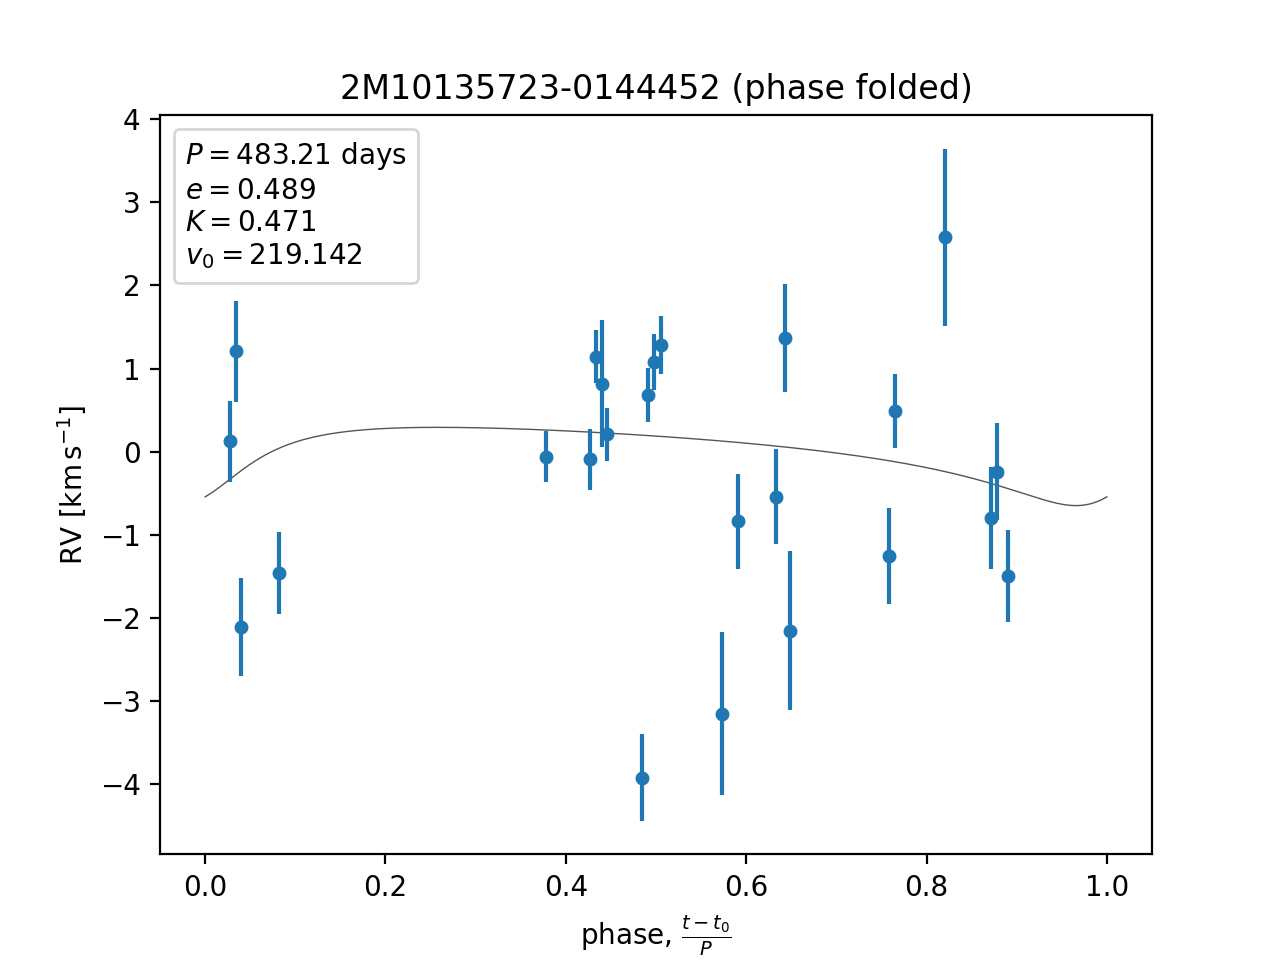 2M10135723-0144452 (phase folded)
P = 483.21 days
e = 0.489
K = 0.471
v₀ = 219.142
4
3
2
1
0
−1
−2
−3
−4
RV [km s⁻¹]
0.0 0.2 0.4 0.6 0.8 1.0
phase, (t − t₀)/P